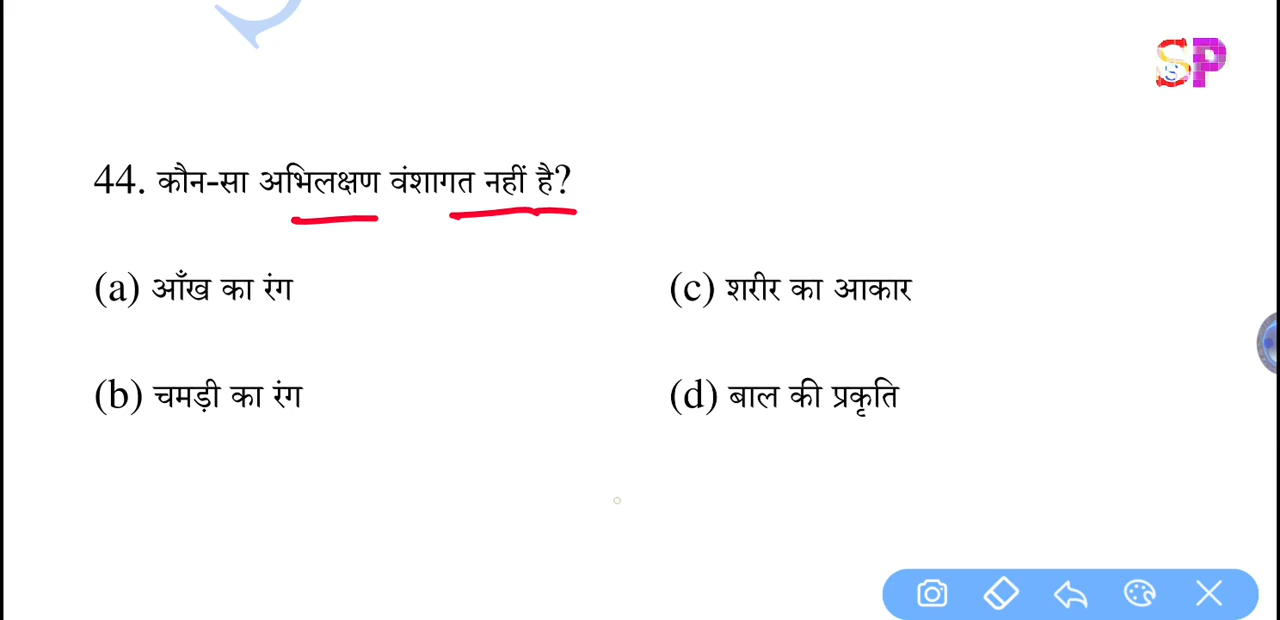 SP
S
44. कौन-सा अभिलक्षण वंशागत नहीं है?
(a) आँख का रंग
(c) शरीर का आकार
(b) चमड़ी का रंग
(d) बाल की प्रकृति